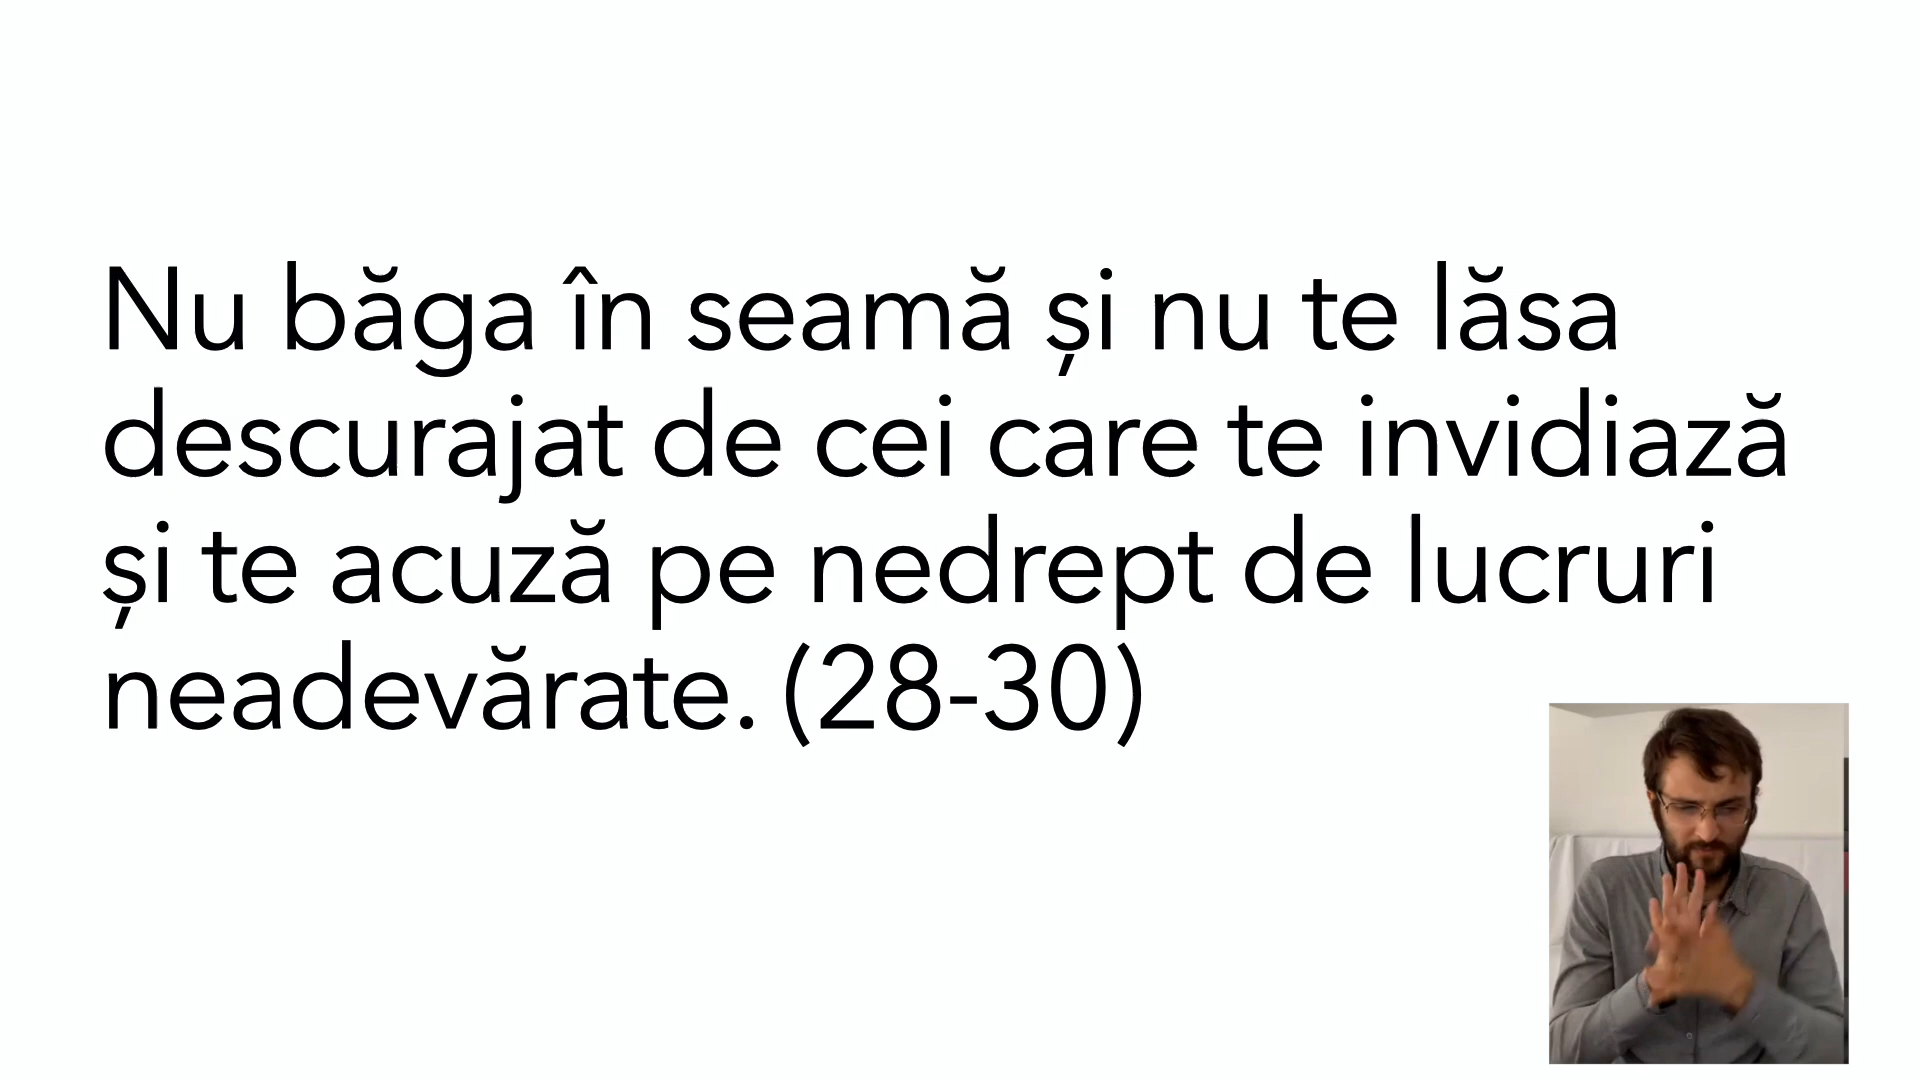 Nu băga în seamă și nu te lăsa
descurajat de cei care te invidiază
și te acuză pe nedrept de lucruri
neadevărate. (28-30)